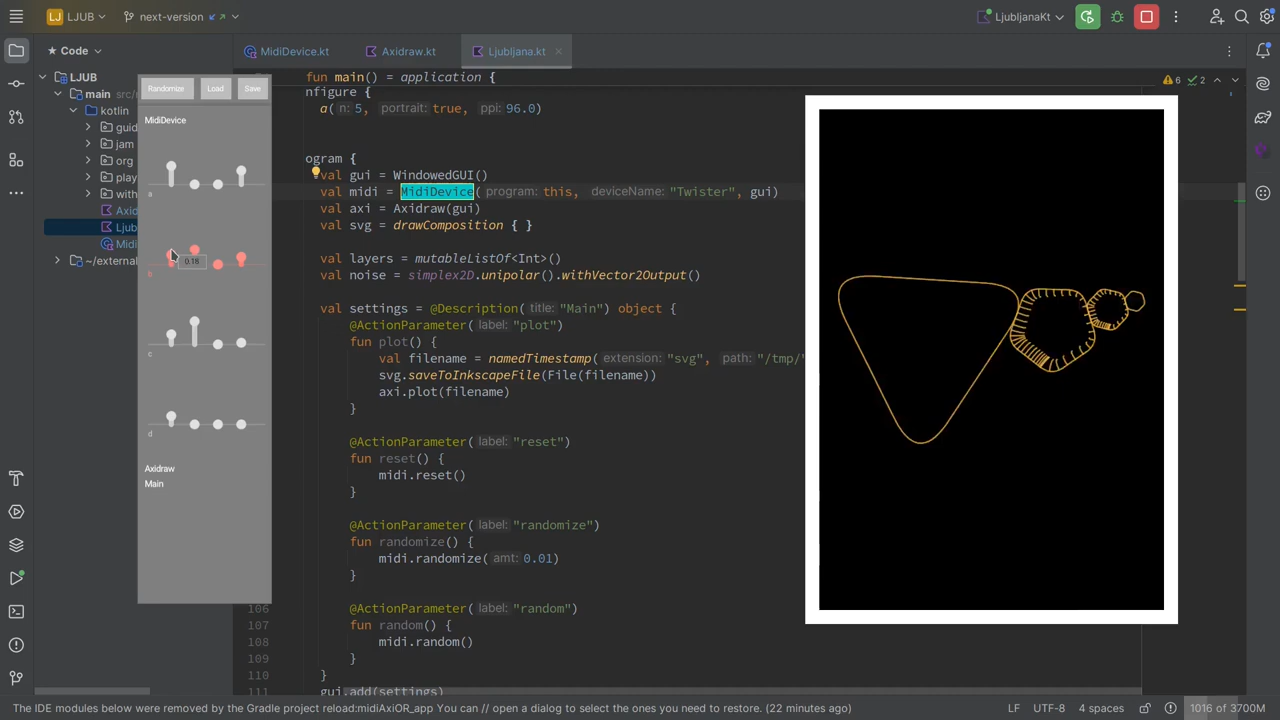 LJ LJUB next-version LjubljanaKt
Code
MidiDevice.kt Axidraw.kt Ljubljana.kt
LJUB
main src/
kotlin
guid
jam
org
play
with
Axid
Ljub
Midi
~/external
Randomize Load Save
MidiDevice
a
b
0.18
c
d
Axidraw
Main
6 2
fun main() = application {
nfigure {
a(n: 5, portrait: true, ppi: 96.0)
ogram {
val gui = WindowedGUI()
val midi = MidiDevice( program: this, deviceName: "Twister", gui)
val axi = Axidraw(gui)
val svg = drawComposition { }
val layers = mutableListOf<Int>()
val noise = simplex2D.unipolar().withVector2Output()
val settings = @Description( title: "Main") object {
@ActionParameter( label: "plot")
fun plot() {
val filename = namedTimestamp( extension: "svg", path: "/tmp/"
svg.saveToInkscapeFile(File(filename))
axi.plot(filename)
}
@ActionParameter( label: "reset")
fun reset() {
midi.reset()
}
@ActionParameter( label: "randomize")
fun randomize() {
midi.randomize( amt: 0.01)
}
106 @ActionParameter( label: "random")
107 fun random() {
108 midi.random()
109 }
110 }
111 gui.add(settings)
The IDE modules below were removed by the Gradle project reload:midiAxiOR_app You can // open a dialog to select the ones you need to restore. (22 minutes ago) LF UTF-8 4 spaces 1016 of 3700M